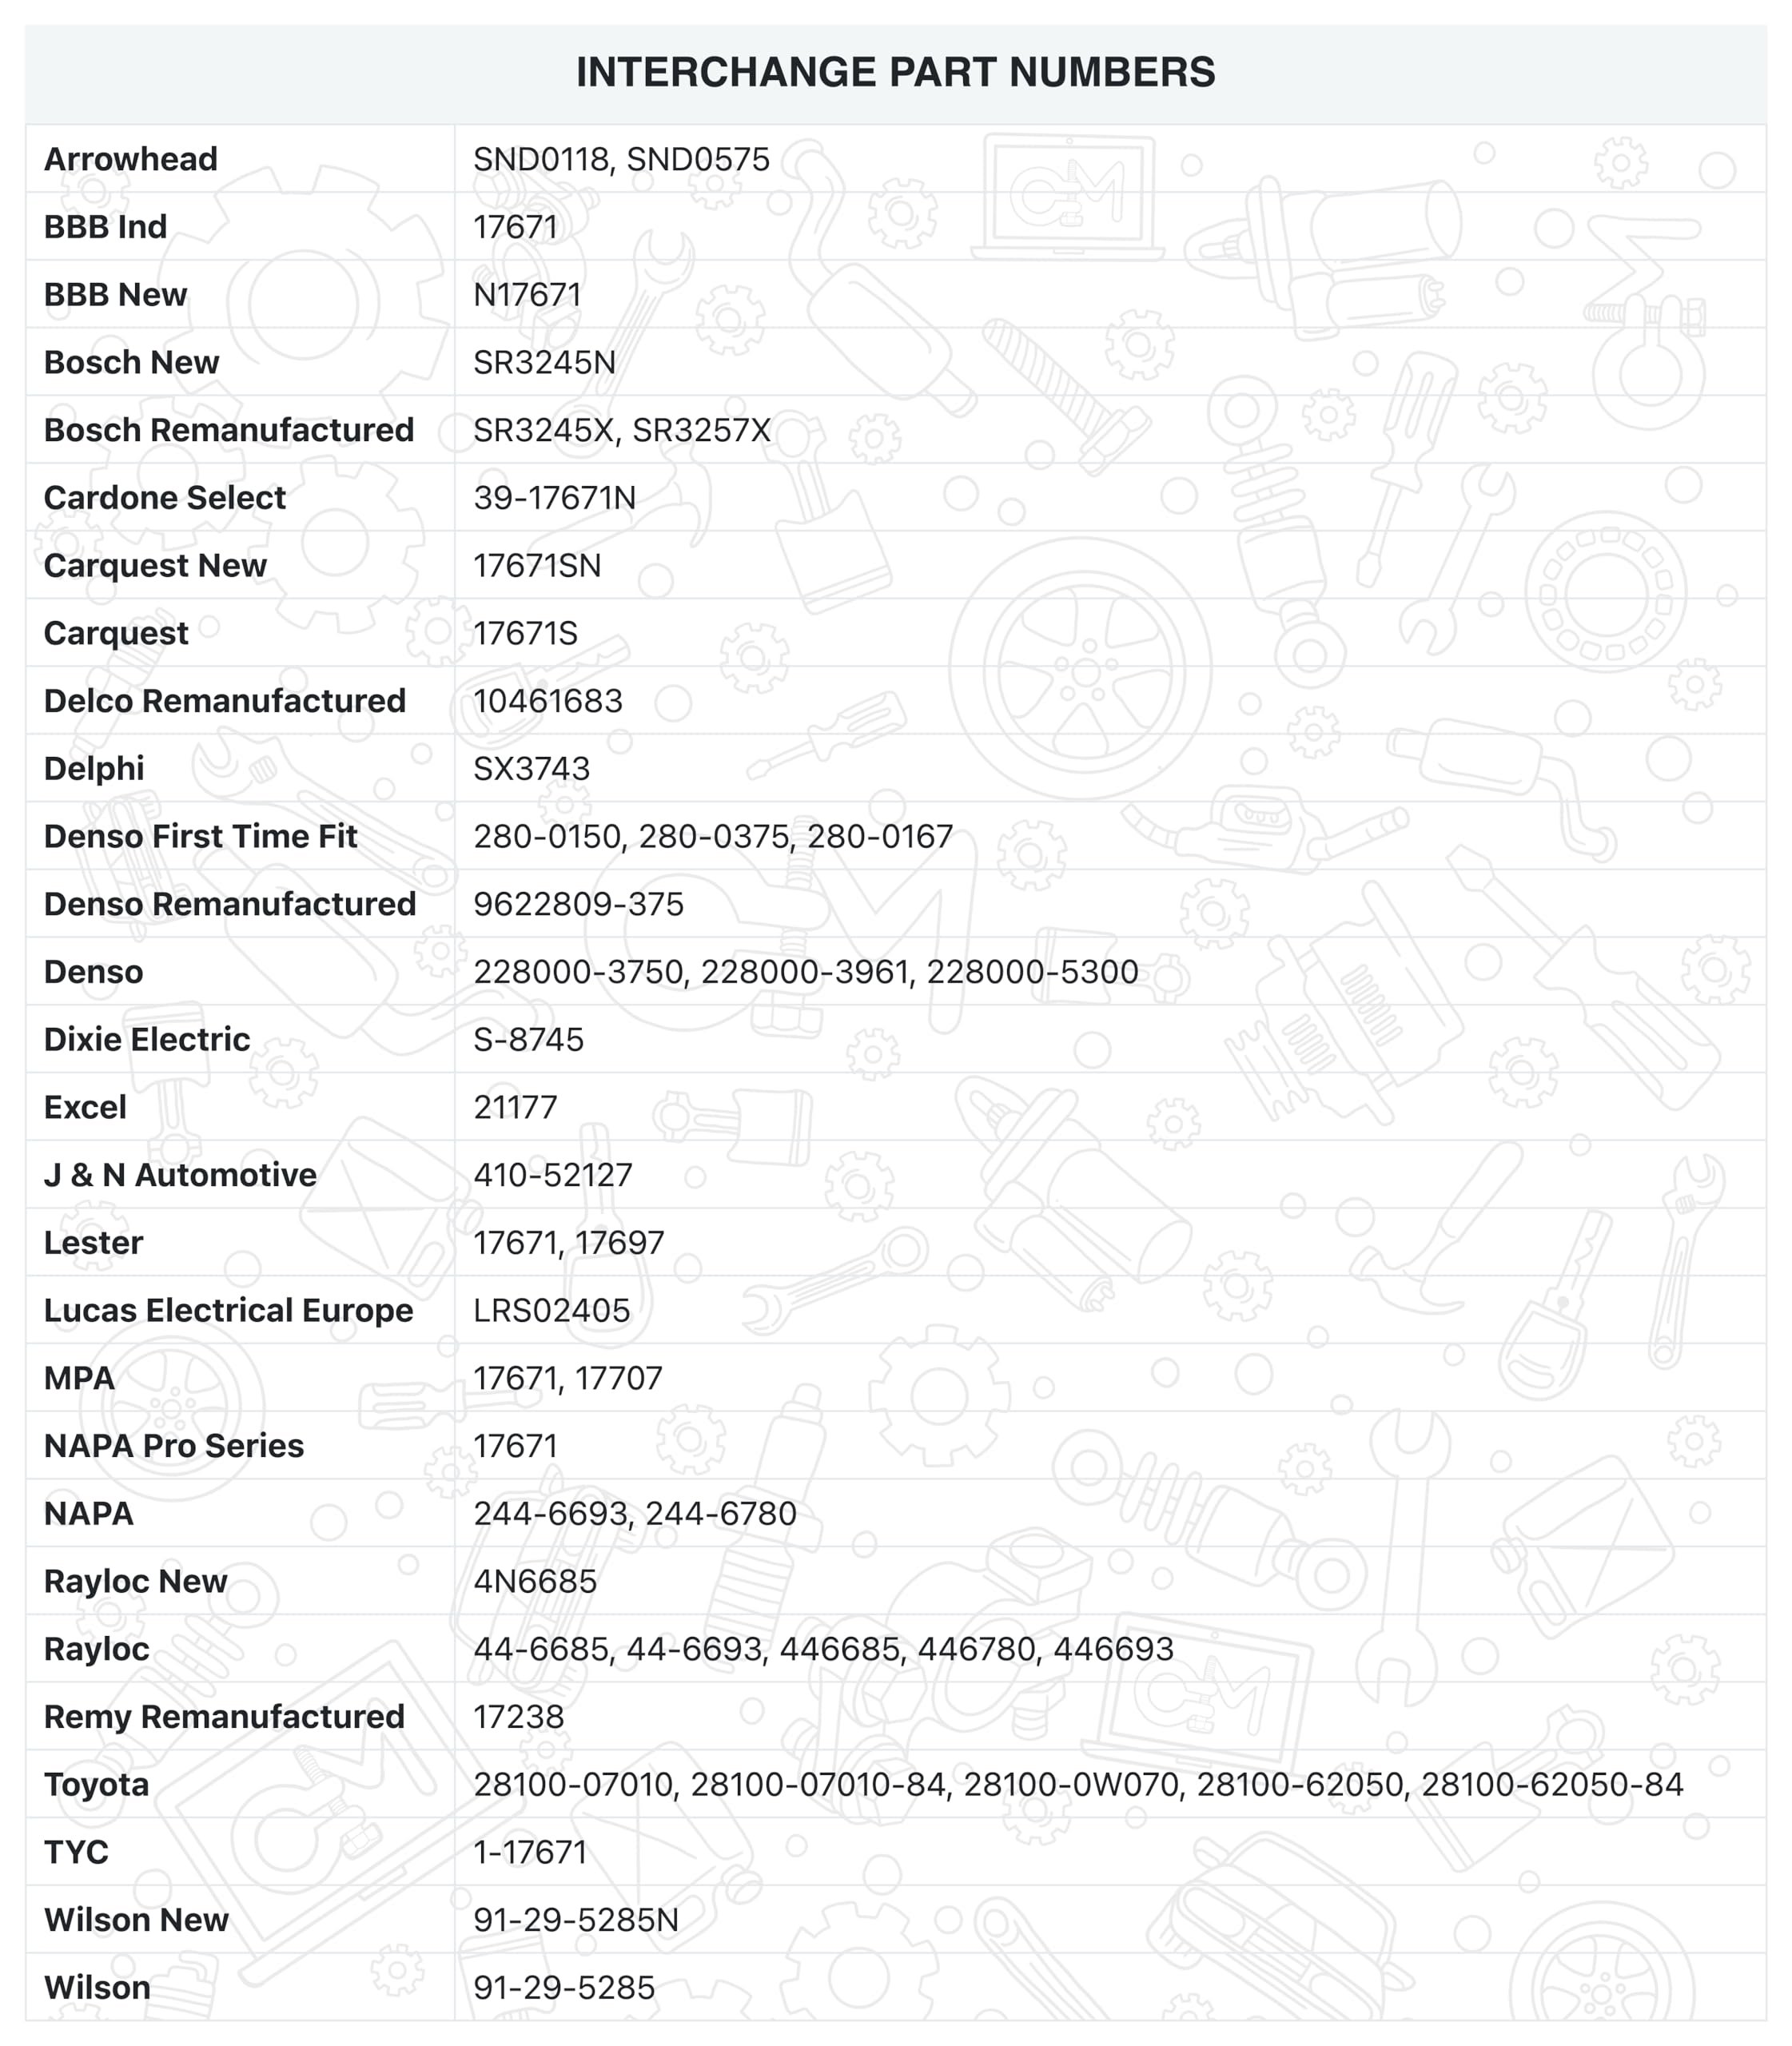 INTERCHANGE PART NUMBERS
Arrowhead SND0118, SND0575
BBB Ind 17671
BBB New N17671
Bosch New SR3245N
Bosch Remanufactured SR3245X, SR3257X
Cardone Select 39-17671N
Carquest New 17671SN
Carquest 17671S
Delco Remanufactured 10461683
Delphi SX3743
Denso First Time Fit 280-0150, 280-0375, 280-0167
Denso Remanufactured 9622809-375
Denso 228000-3750, 228000-3961, 228000-5300
Dixie Electric S-8745
Excel 21177
J & N Automotive 410-52127
Lester 17671, 17697
Lucas Electrical Europe LRS02405
MPA 17671, 17707
NAPA Pro Series 17671
NAPA 244-6693, 244-6780
Rayloc New 4N6685
Rayloc 44-6685, 44-6693, 446685, 446780, 446693
Remy Remanufactured 17238
Toyota 28100-07010, 28100-07010-84, 28100-0W070, 28100-62050, 28100-62050-84
TYC 1-17671
Wilson New 91-29-5285N
Wilson 91-29-5285